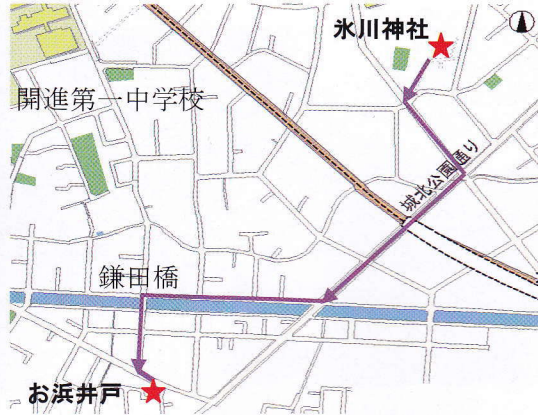 氷川神社
開進第一中学校
城北公園通り
鎌田橋
お浜井戸